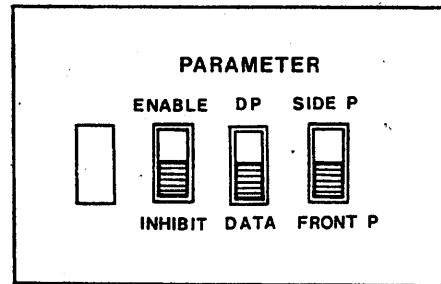 PARAMETER
ENABLE DP SIDE P
INHIBIT DATA FRONT P